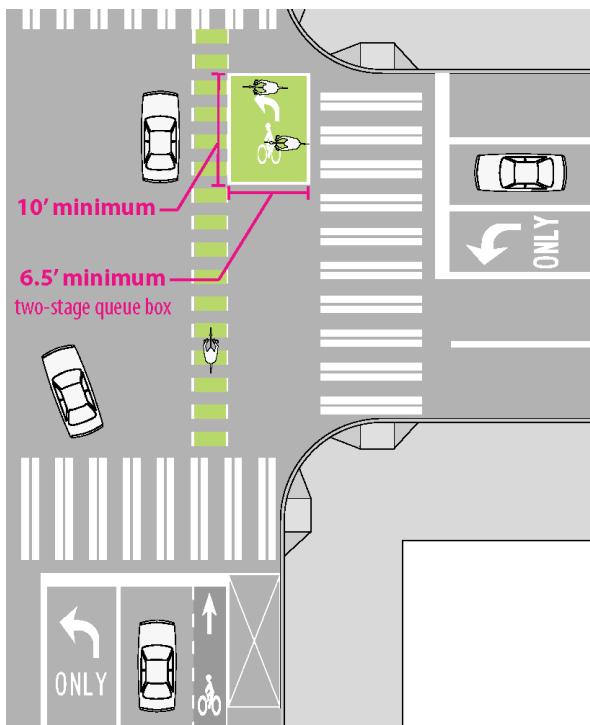 10’ minimum
6.5’ minimum
two-stage queue box
ONLY
ONLY